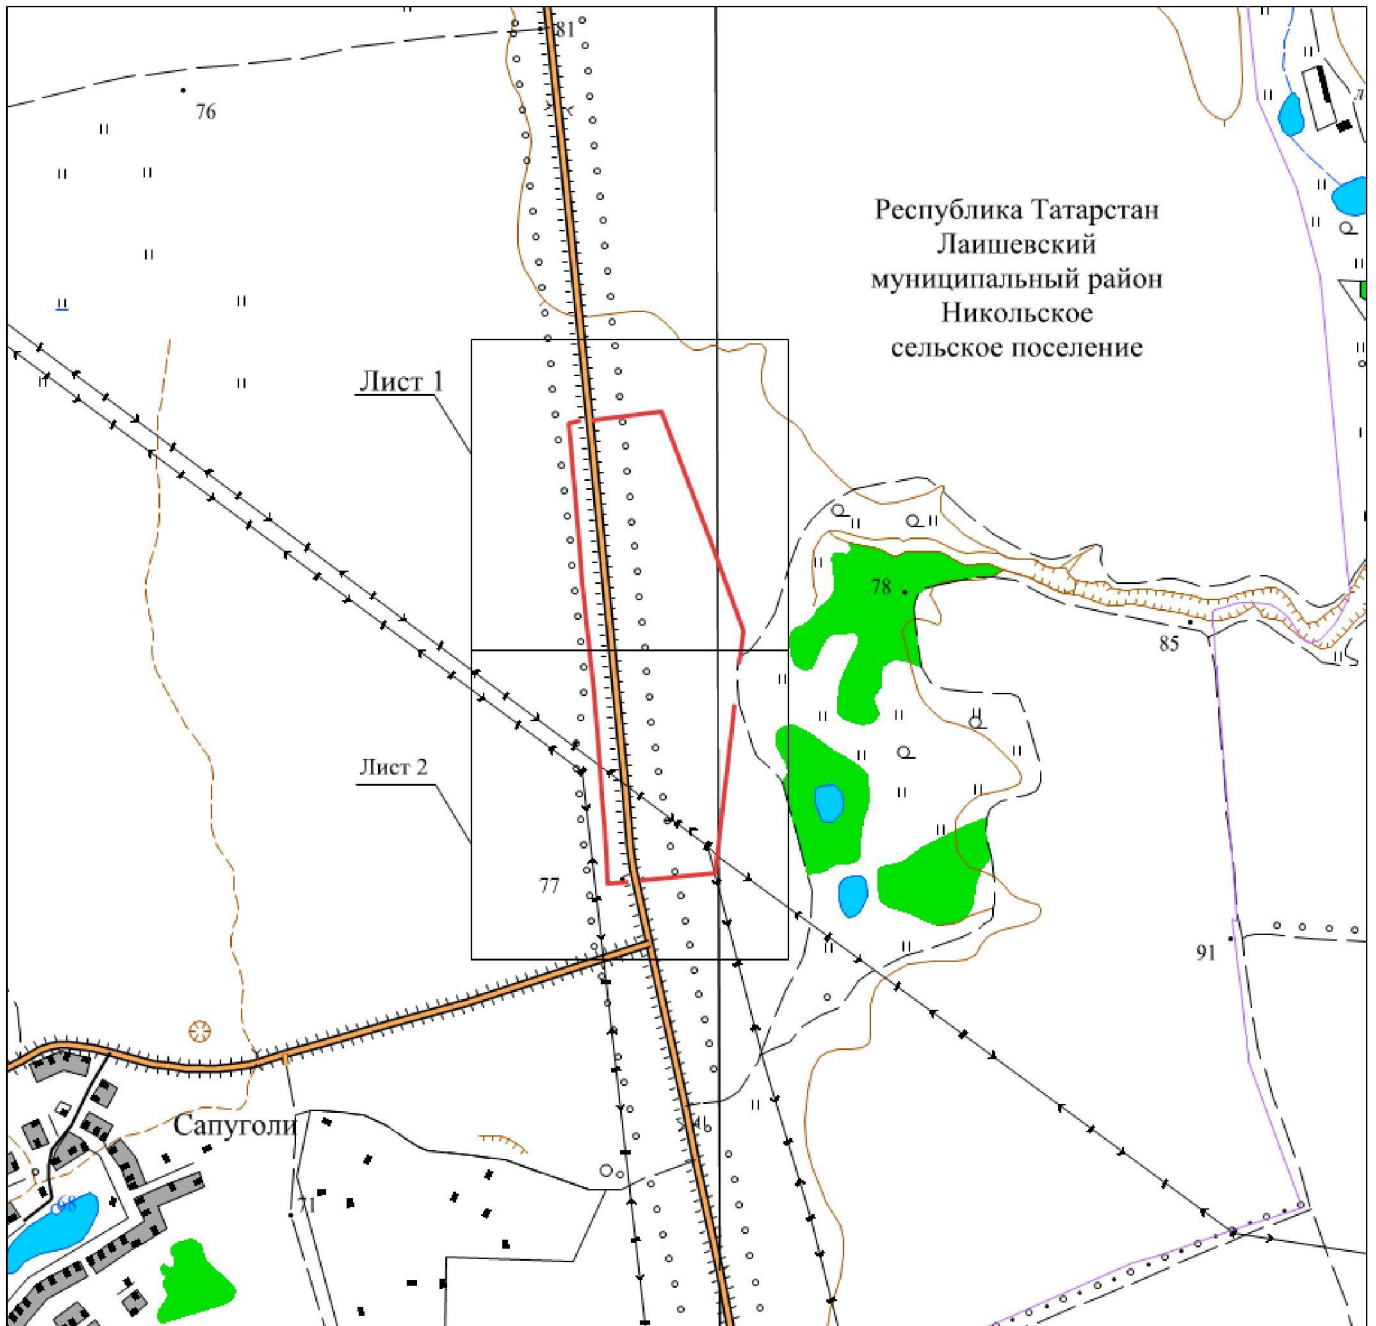 81
76
Республика Татарстан
Лаишевский
муниципальный район
Никольское
сельское поселение
Лист 1
78
85
Лист 2
77
91
Сапуголи
68
71